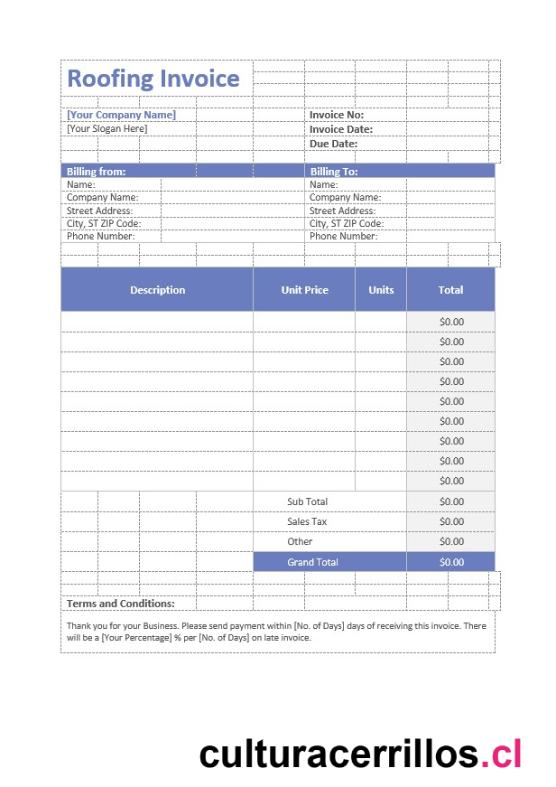 Roofing Invoice
[Your Company Name]
Invoice No:
[Your Slogan Here]
Invoice Date:
Due Date:
Billing from:
Billing To:
Name:
Name:
Company Name:
Company Name:
Street Address:
Street Address:
City, ST ZIP Code:
City, ST ZIP Code:
Phone Number:
Phone Number:
Description Unit Price Units Total
$0.00
$0.00
$0.00
$0.00
$0.00
$0.00
$0.00
$0.00
$0.00
Sub Total $0.00
Sales Tax $0.00
Other $0.00
Grand Total $0.00
Terms and Conditions:
Thank you for your Business. Please send payment within [No. of Days] days of receiving this invoice. There
will be a [Your Percentage] % per [No. of Days] on late invoice.
culturacerrillos.cl